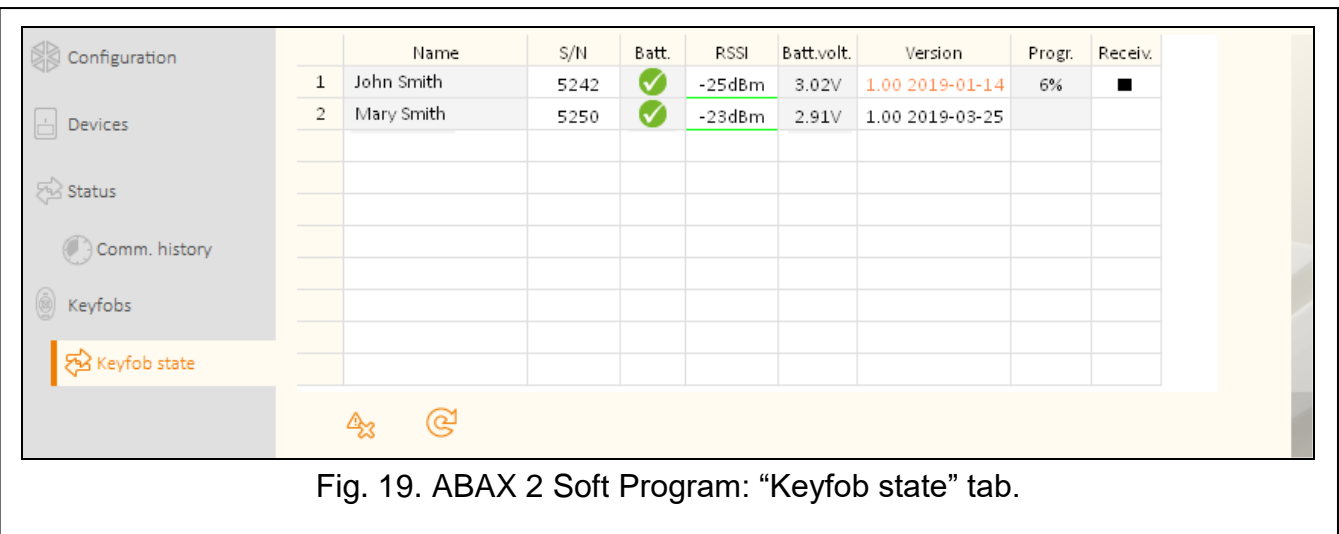 Configuration
Devices
Status
Comm. history
Keyfobs
Keyfob state
Name S/N Batt. RSSI Batt.volt. Version Progr. Receiv.
1 John Smith 5242 -25dBm 3.02V 1.00 2019-01-14 6% ■
2 Mary Smith 5250 -23dBm 2.91V 1.00 2019-03-25
Fig. 19. ABAX 2 Soft Program: “Keyfob state” tab.